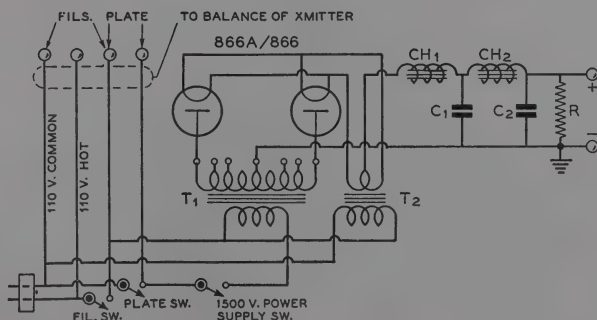 FILS. PLATE
TO BALANCE OF XMITTER
866A/866
CH1 CH2
+
C1 C2 R
−
110 V. COMMON
110 V. HOT
T1 T2
PLATE SW.
FIL. SW.
1500 V. POWER
SUPPLY SW.